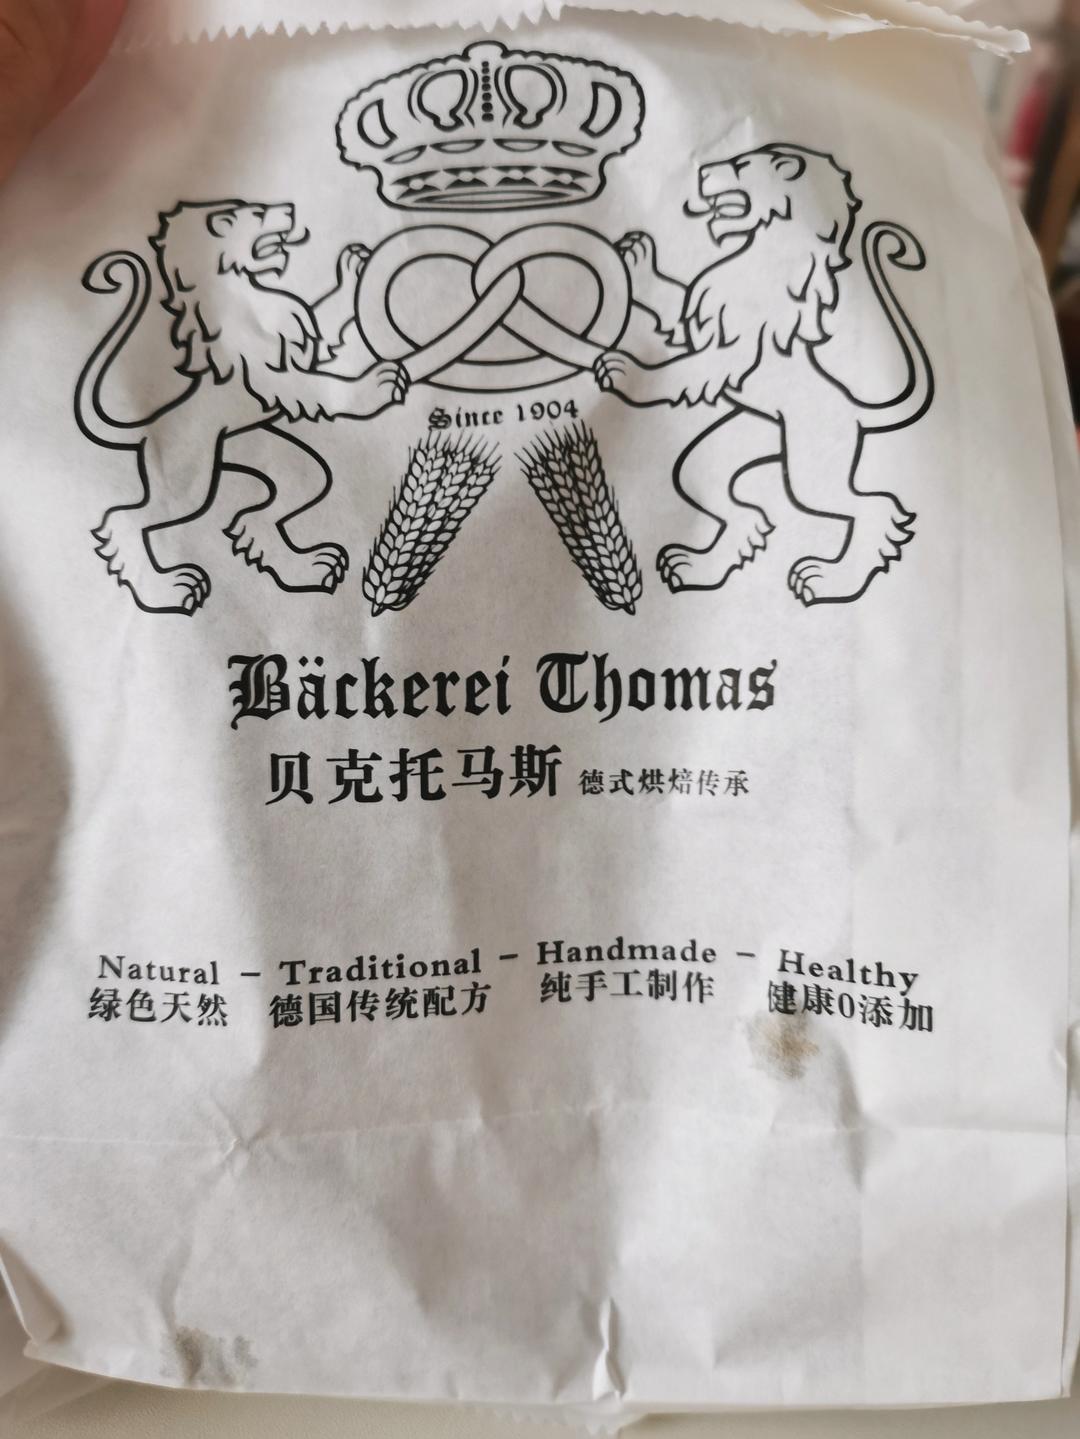 Since 1904
Bäckerei Thomas
贝克托马斯 德式烘焙传承
Natural - Traditional - Handmade - Healthy
绿色天然 德国传统配方 纯手工制作 健康0添加